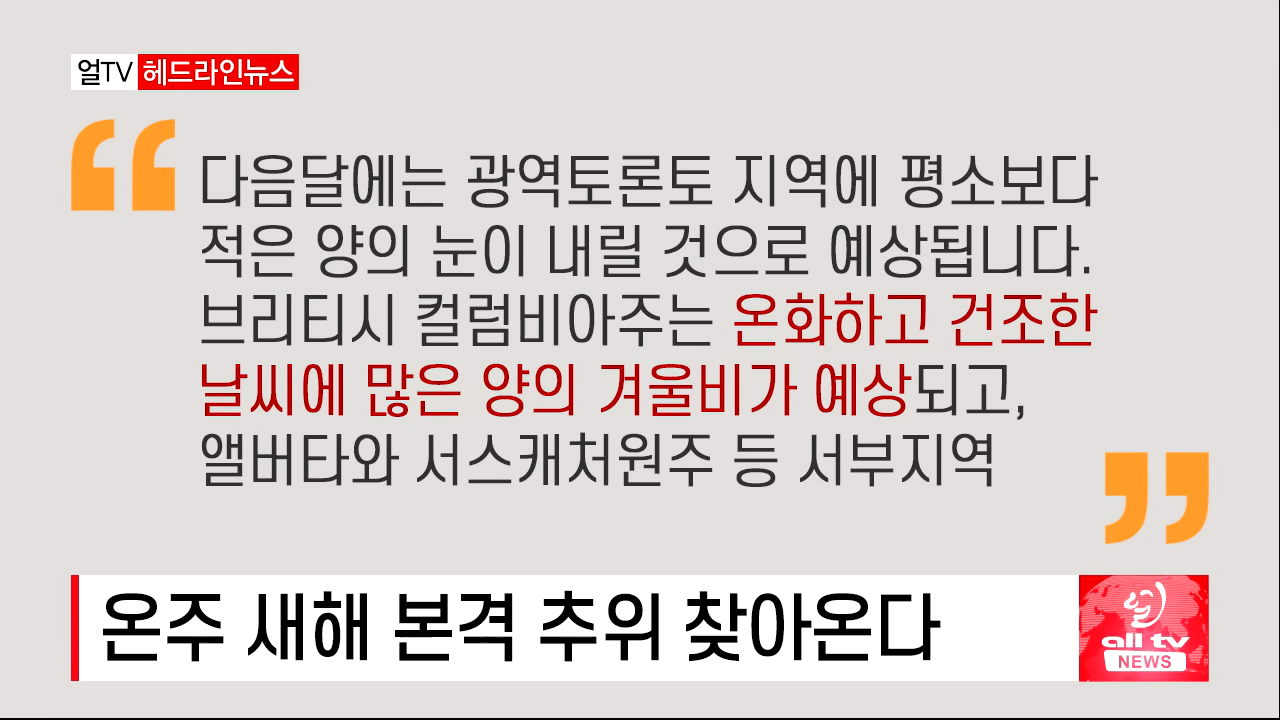 얼TV 헤드라인뉴스
다음달에는 광역토론토 지역에 평소보다
적은 양의 눈이 내릴 것으로 예상됩니다.
브리티시 컬럼비아주는 온화하고 건조한
날씨에 많은 양의 겨울비가 예상되고,
앨버타와 서스캐처원주 등 서부지역
온주 새해 본격 추위 찾아온다
all tv
NEWS